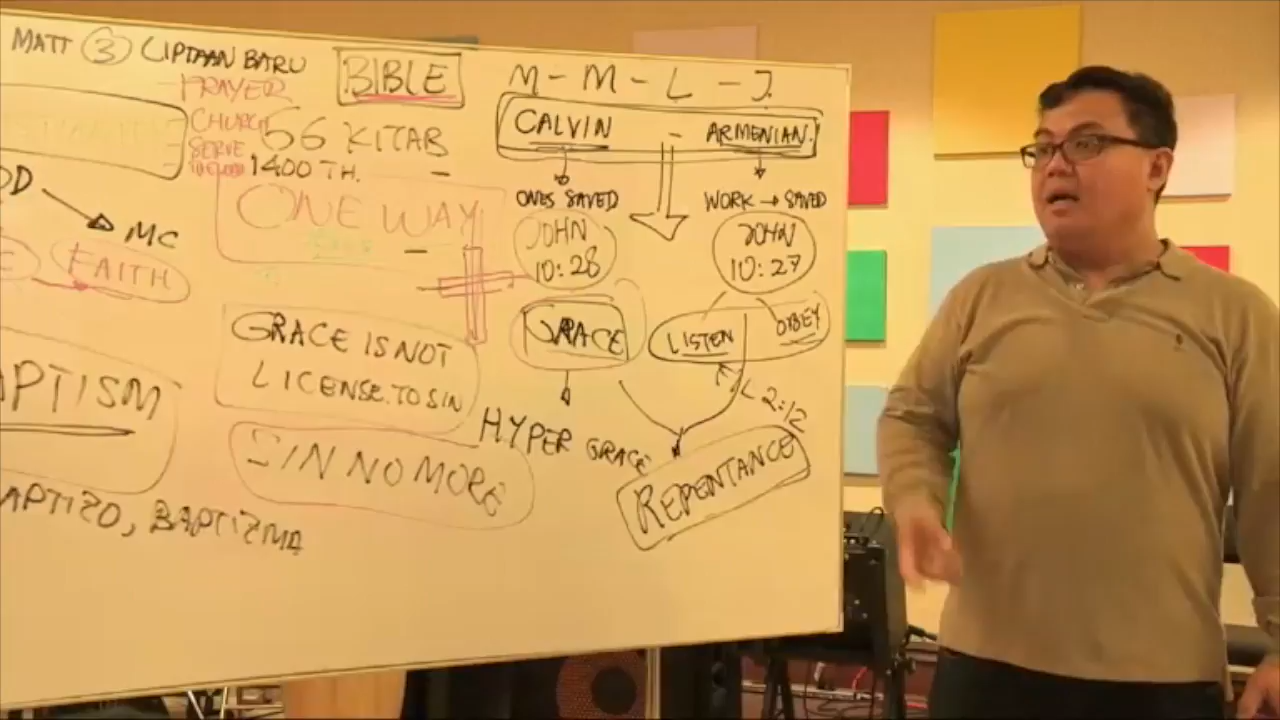 MATT 3 CIPTAAN BARU
PRAYER
CHURCH
SERVE
BIBLE
66 KITAB
1400 TH.
ONE WAY
MC
FAITH
GRACE IS NOT
LICENSE TO SIN
SIN NO MORE
APTISM
APTIZO, BAPTIZMA
M - M - L - J.
CALVIN - ARMENIAN.
ONES SAVED
JOHN
10:28
GRACE
HYPER GRACE
WORK → SAVED
JOHN
10:27
LISTEN
OBEY
2:12
REPENTANCE